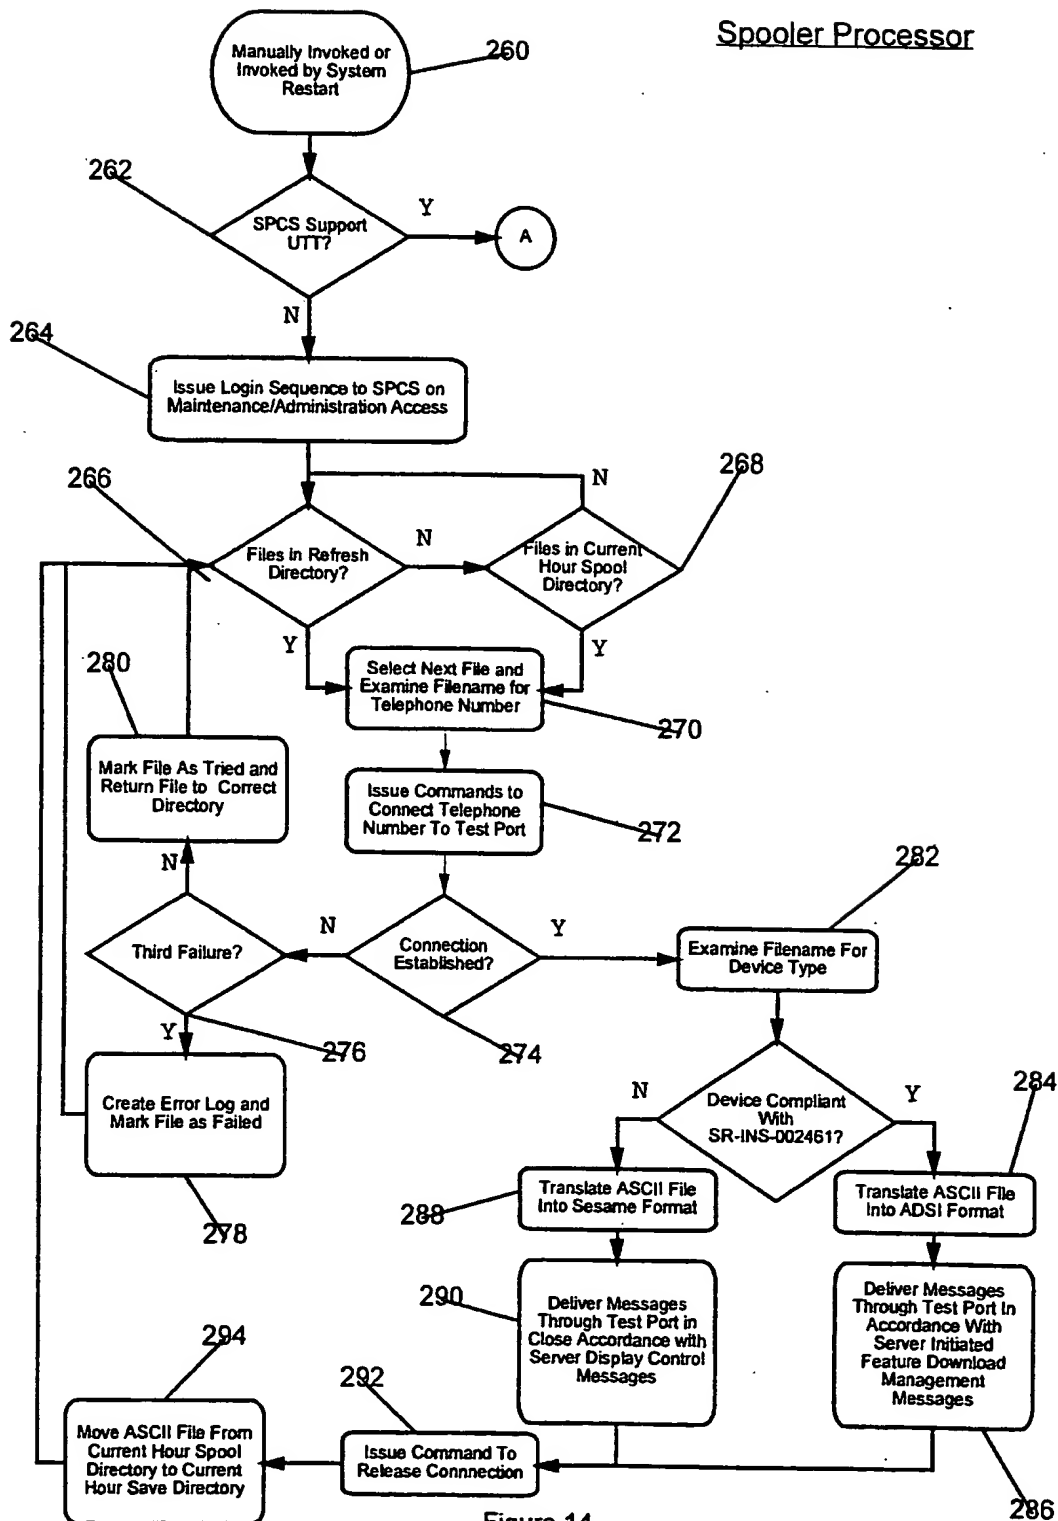 Spooler Processor
Manually Invoked or
Invoked by System
Restart
260
262
SPCS Support
UTT?
Y
A
N
264
Issue Login Sequence to SPCS on
Maintenance/Administration Access
266
N
268
Files in Refresh
Directory?
N
Files in Current
Hour Spool
Directory?
Y
Y
280
Select Next File and
Examine Filename for
Telephone Number
270
Mark File As Tried and
Return File to Correct
Directory
Issue Commands to
Connect Telephone
Number To Test Port
272
N
282
Third Failure?
N
Connection
Established?
Y
Examine Filename For
Device Type
Y
276
274
Create Error Log and
Mark File as Failed
278
N
Device Compliant
With
SR-INS-002461?
Y
284
288
Translate ASCII File
Into Sesame Format
Translate ASCII File
Into ADSI Format
290
Deliver Messages
Through Test Port in
Close Accordance with
Server Display Control
Messages
Deliver Messages
Through Test Port In
Accordance With
Server Initiated
Feature Download
Management
Messages
294
292
Move ASCII File From
Current Hour Spool
Directory to Current
Hour Save Directory
Issue Command To
Release Connnection
286
Figure 14